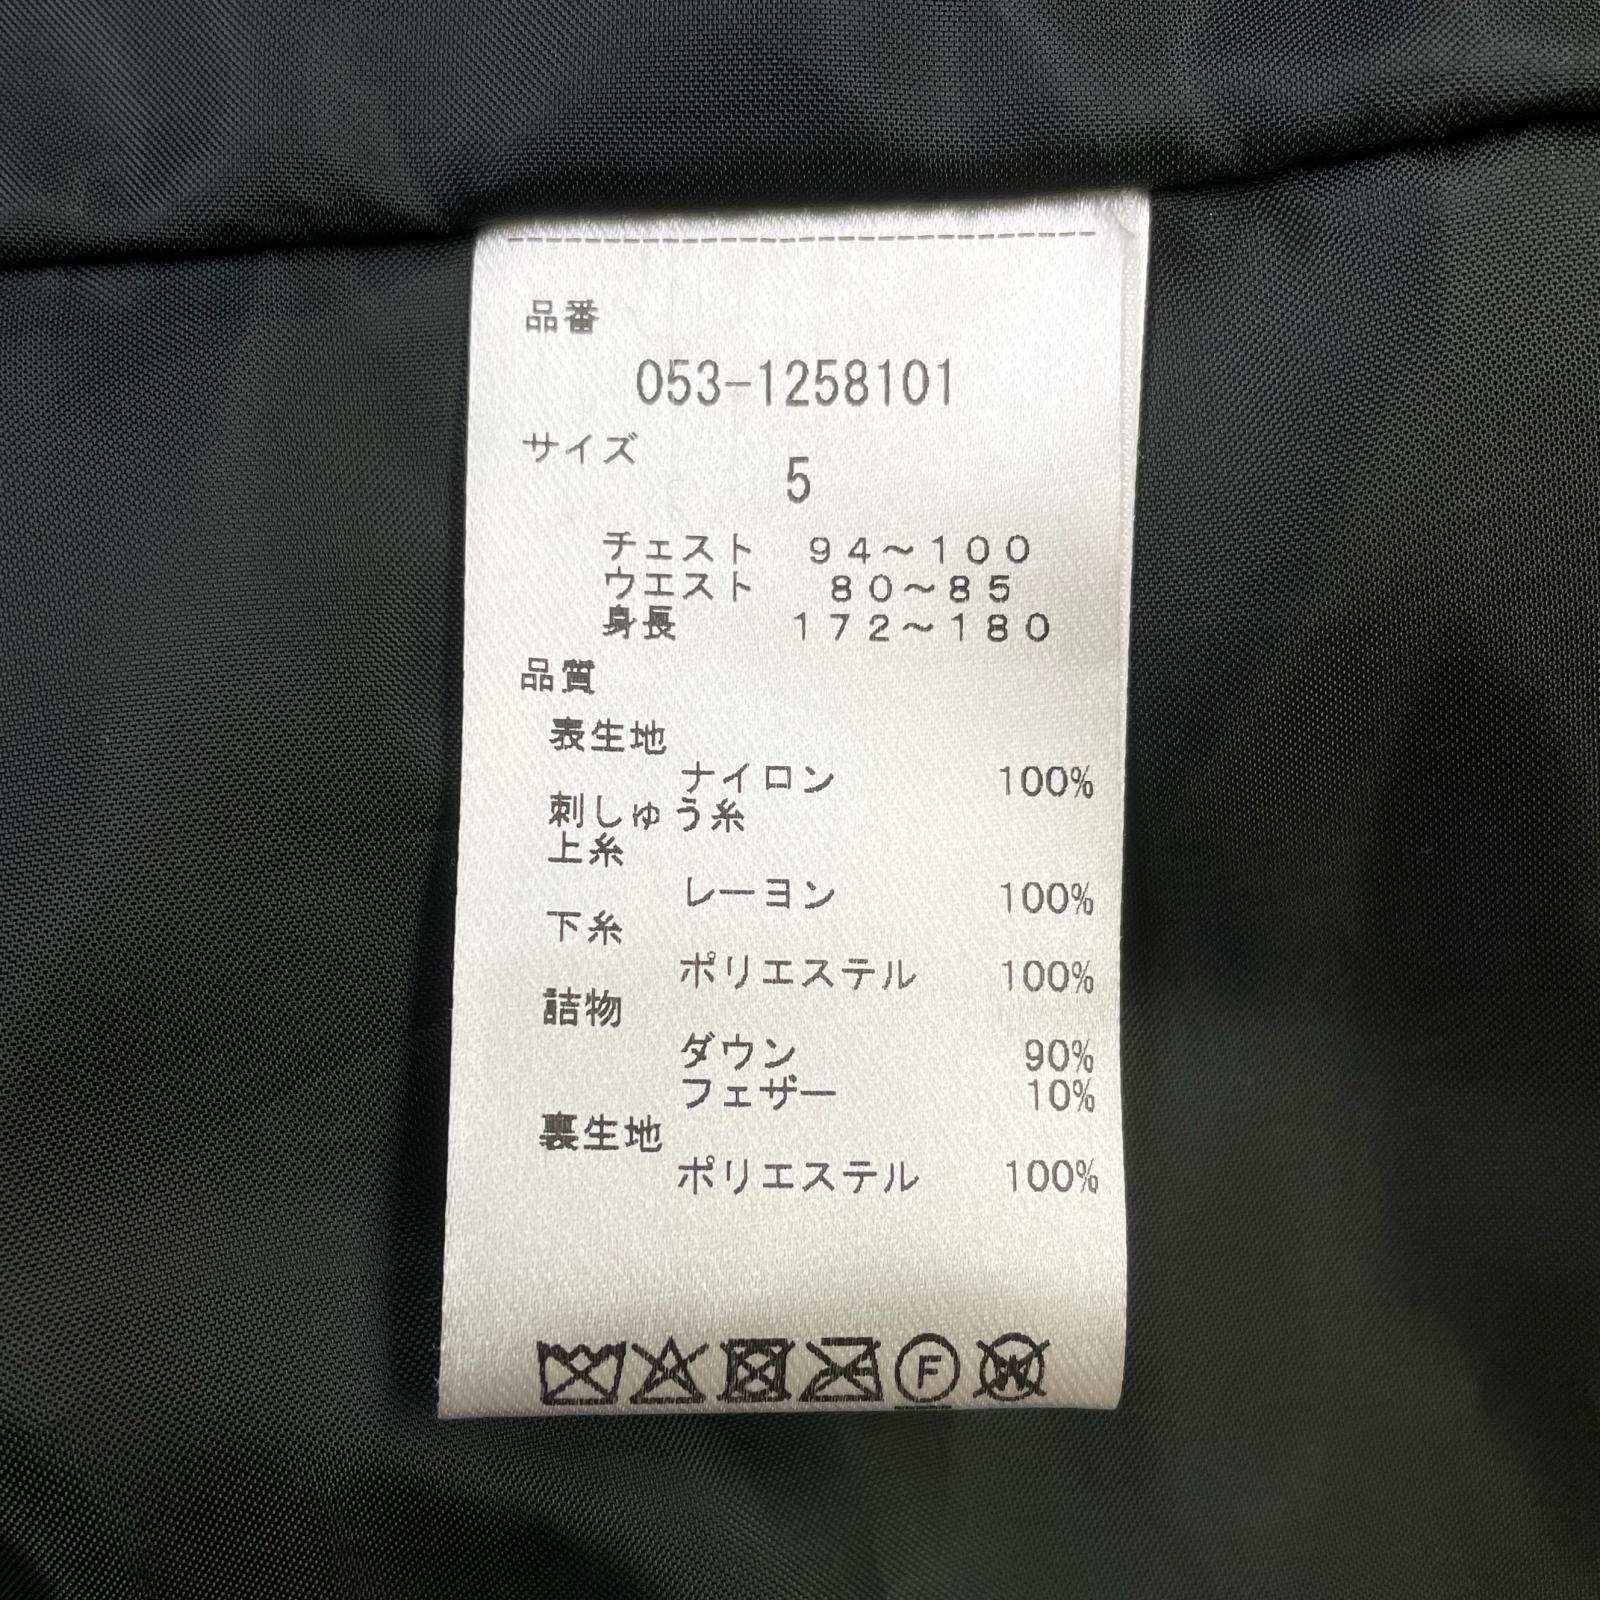 品番
053-1258101
サイズ
5
チェスト 94～100
ウエスト 80～85
身長 172～180
品質
表生地
ナイロン 100%
刺しゅう糸
上糸
レーヨン 100%
下糸
ポリエステル 100%
詰物
ダウン 90%
フェザー 10%
裏生地
ポリエステル 100%
F W